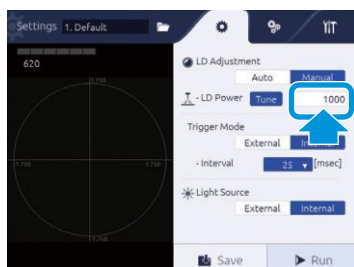 Settings 1. Default
620
1.750
1.750 1.750
1.750
LD Adjustment
Auto Manual
- LD Power Tune 1000
Trigger Mode
External
- Interval 25 [msec]
Light Source
External Internal
Save Run